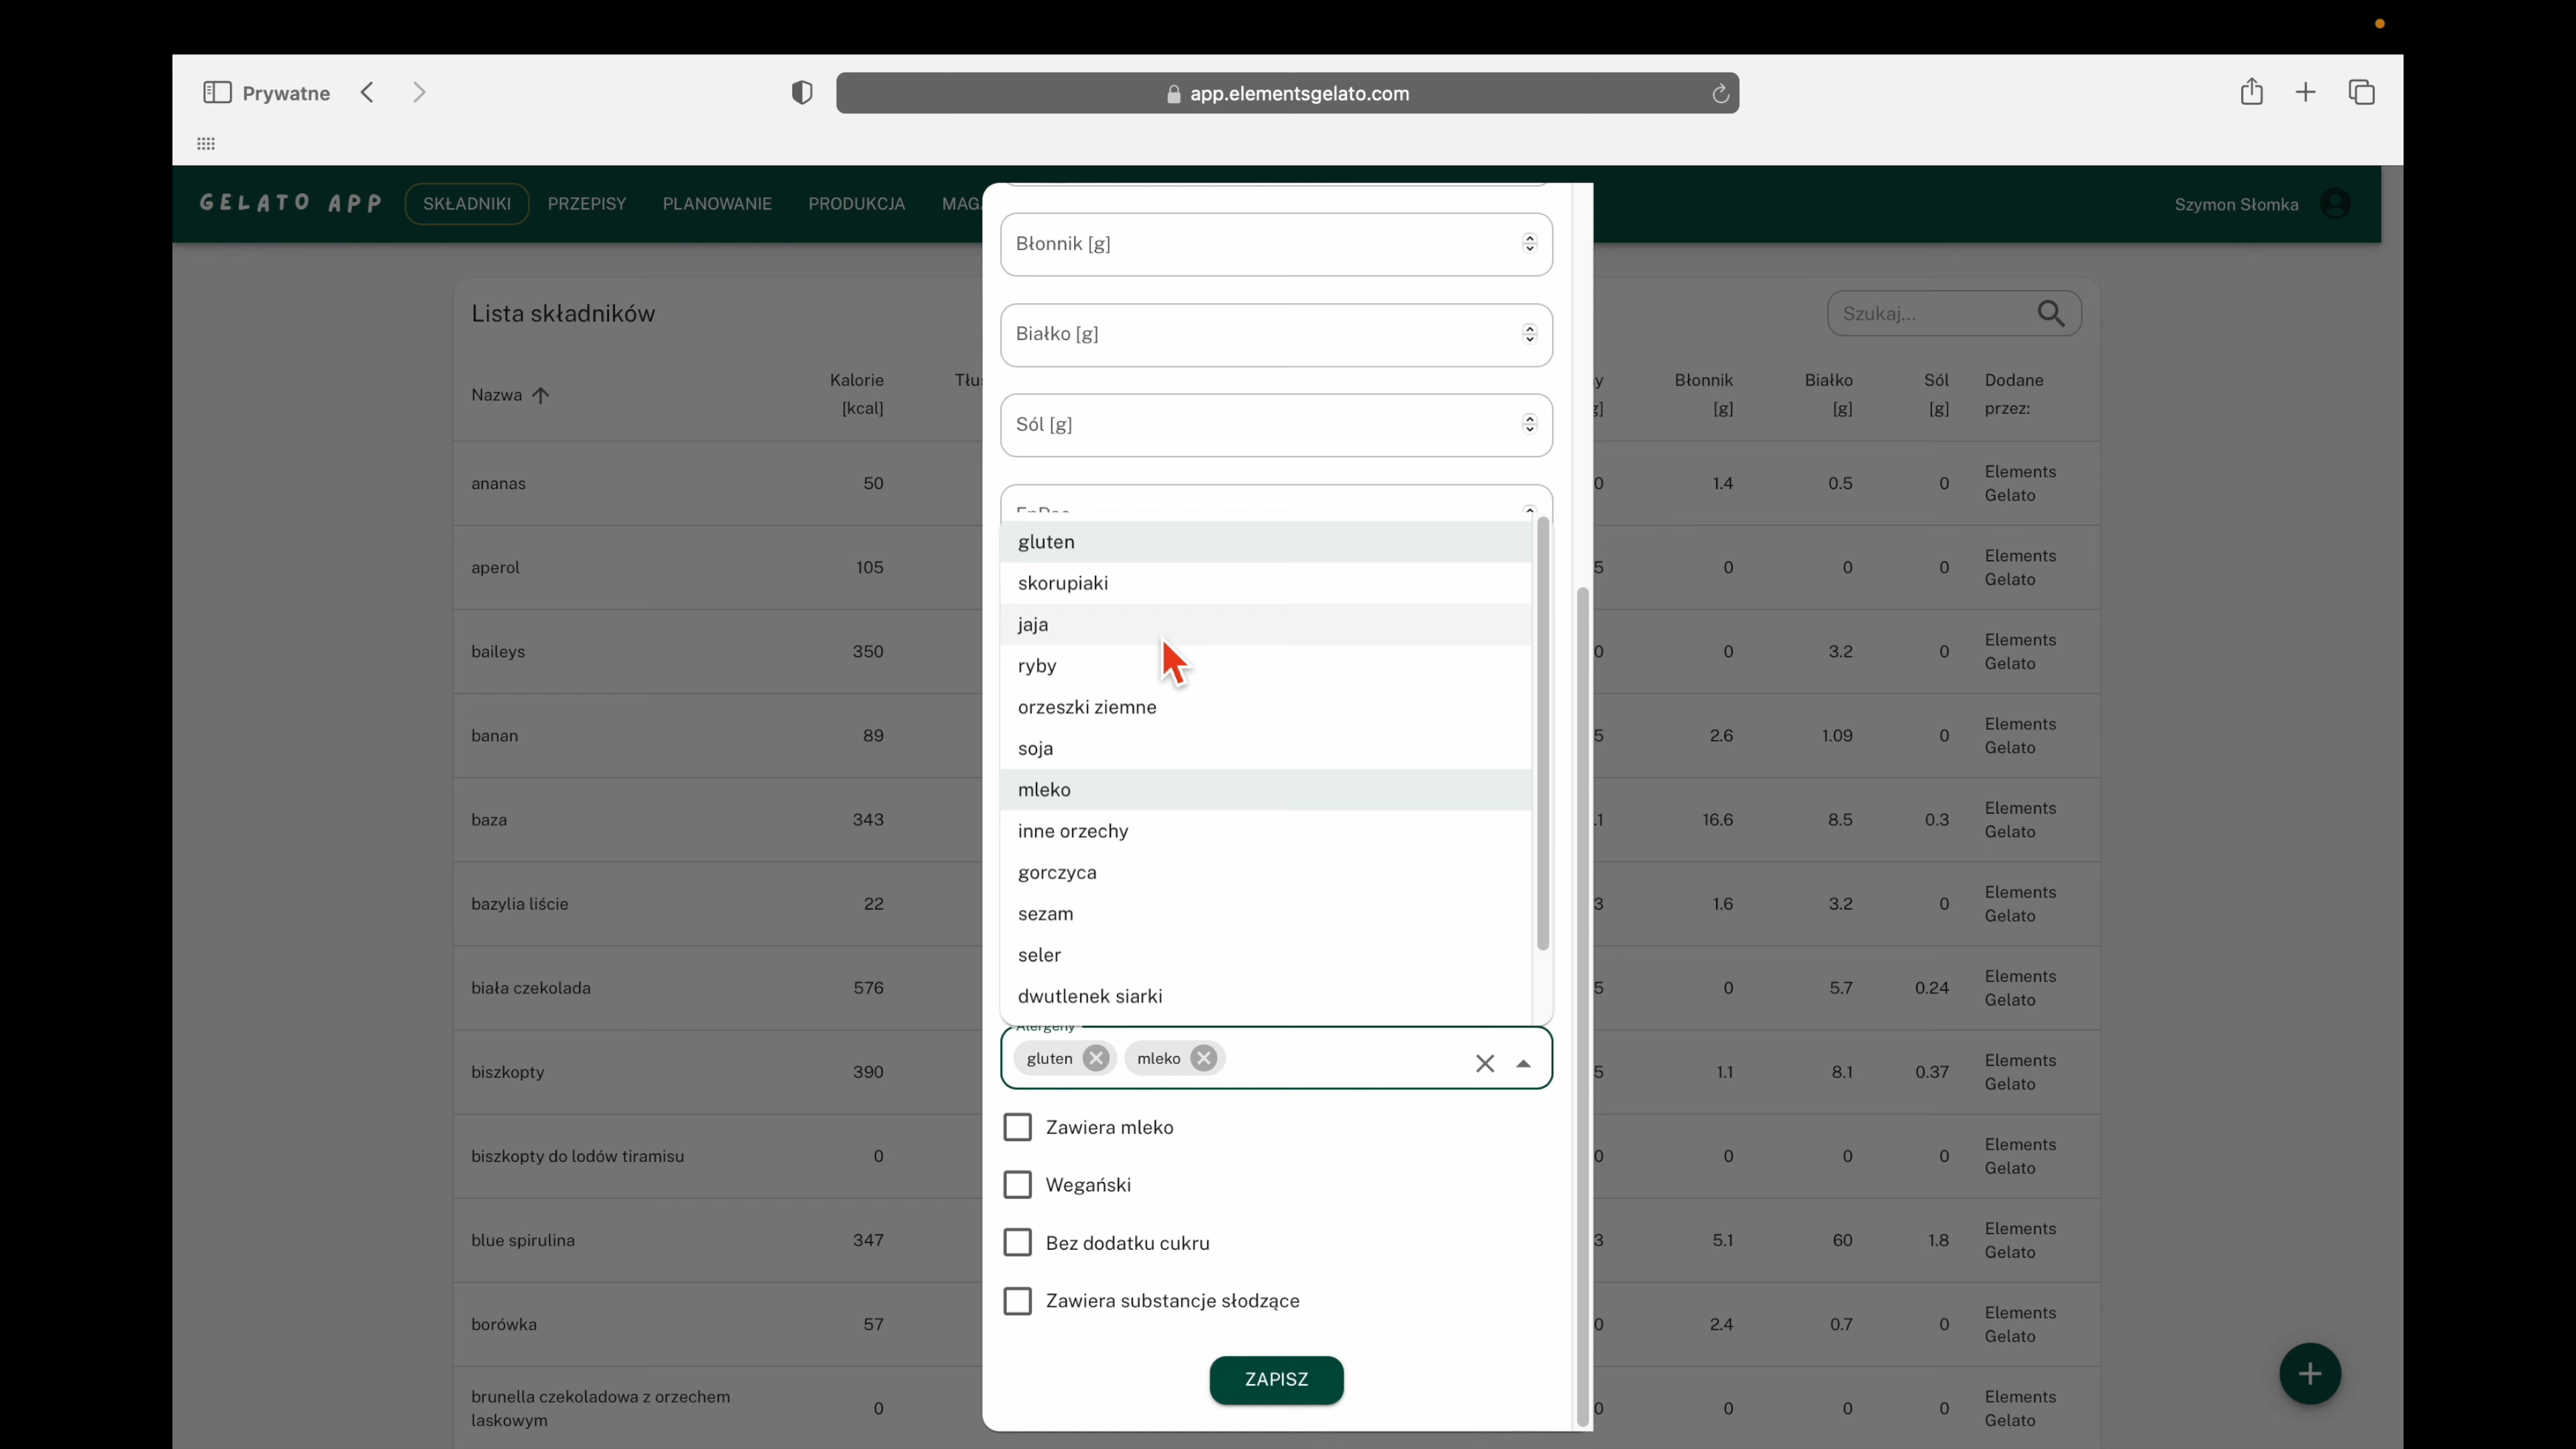 Prywatne
app.elementsgelato.com
GELATO APP SKŁADNIKI PRZEPISY PLANOWANIE PRODUKCJA
Szymon Słomka
Lista składników
Szukaj...
Nazwa
Kalorie
[kcal]
Błonnik
[g]
Białko
[g]
Sól
[g]
Dodane
przez:
ananas 50 1.4 0.5 0 Elements
Gelato
aperol 105 0 0 0 Elements
Gelato
baileys 350 0 3.2 0 Elements
Gelato
banan 89 2.6 1.09 0 Elements
Gelato
baza 343 16.6 8.5 0.3 Elements
Gelato
bazylia liście 22 1.6 3.2 0 Elements
Gelato
biała czekolada 576 0 5.7 0.24 Elements
Gelato
biszkopty 390 1.1 8.1 0.37 Elements
Gelato
biszkopty do lodów tiramisu 0 0 0 0 Elements
Gelato
blue spirulina 347 5.1 60 1.8 Elements
Gelato
borówka 57 2.4 0.7 0 Elements
Gelato
brunella czekoladowa z orzechem
laskowym
0 0 0 0 Elements
Gelato
Błonnik [g]
Białko [g]
Sól [g]
gluten
skorupiaki
jaja
ryby
orzeszki ziemne
soja
mleko
inne orzechy
gorczyca
sezam
seler
dwutlenek siarki
Alergeny
gluten mleko
Zawiera mleko
Wegański
Bez dodatku cukru
Zawiera substancje słodzące
ZAPISZ